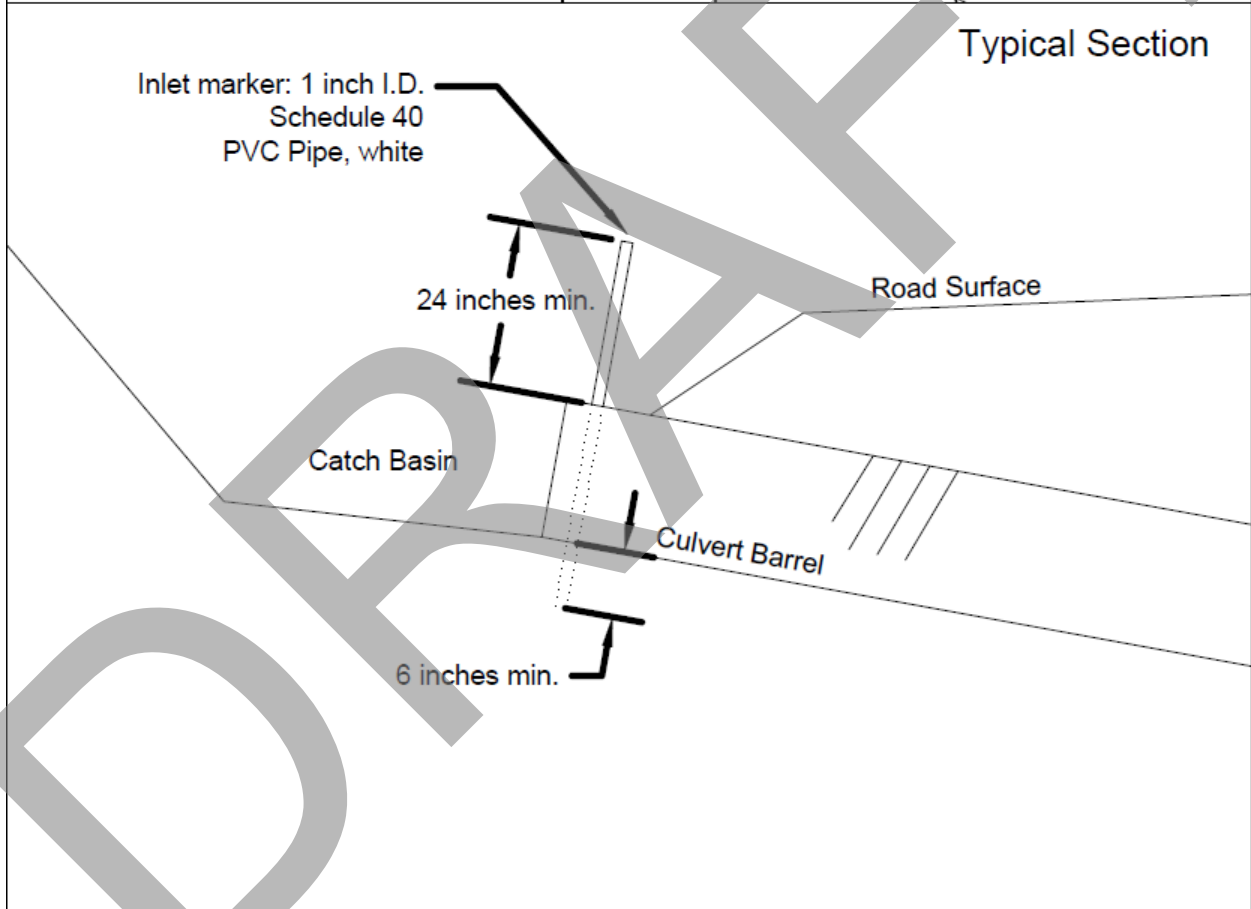 Typical Section
Inlet marker: 1 inch I.D.
Schedule 40
PVC Pipe, white
24 inches min.
Road Surface
Catch Basin
Culvert Barrel
6 inches min.
DRAF